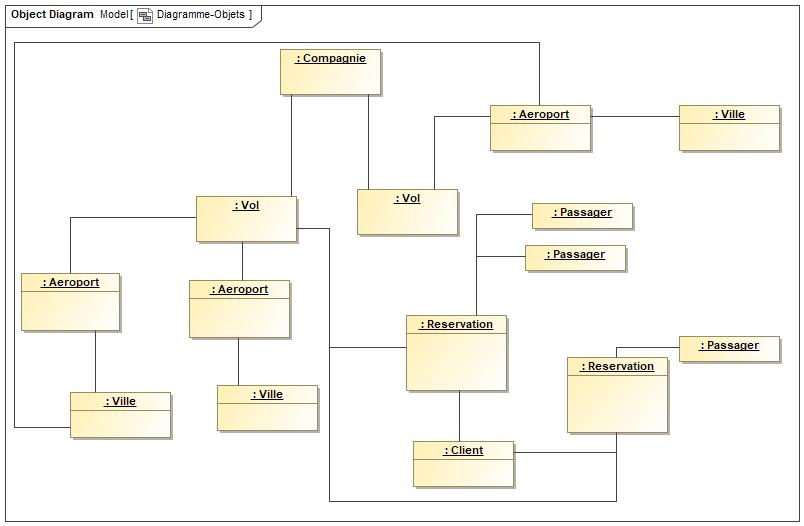 Object Diagram Model [ Diagramme-Objets ]
: Compagnie
: Aeroport
: Ville
: Vol
: Vol
: Passager
: Passager
: Aeroport
: Aeroport
: Reservation
: Passager
: Reservation
: Ville
: Ville
: Client